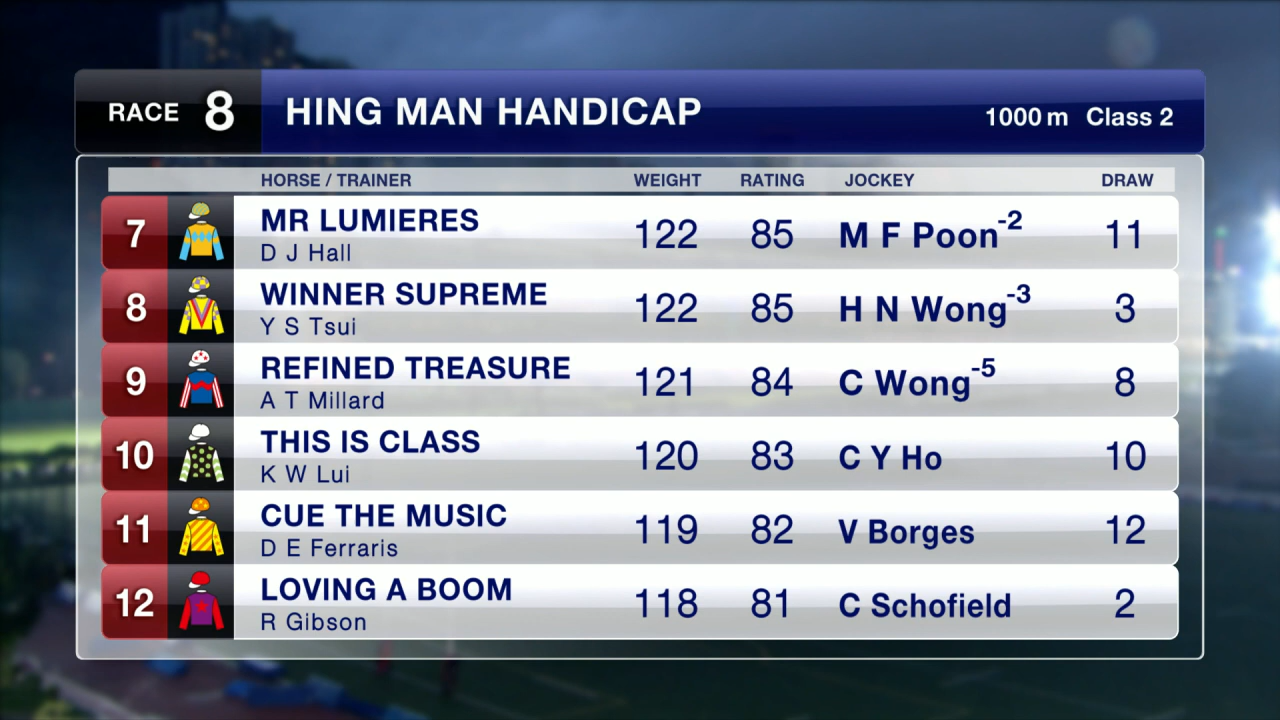 RACE 8 HING MAN HANDICAP 1000 m Class 2
HORSE / TRAINER WEIGHT RATING JOCKEY DRAW
7 MR LUMIERES 122 85 M F Poon-2 11
D J Hall
8 WINNER SUPREME 122 85 H N Wong-3 3
Y S Tsui
9 REFINED TREASURE 121 84 C Wong-5 8
A T Millard
10 THIS IS CLASS 120 83 C Y Ho 10
K W Lui
11 CUE THE MUSIC 119 82 V Borges 12
D E Ferraris
12 LOVING A BOOM 118 81 C Schofield 2
R Gibson